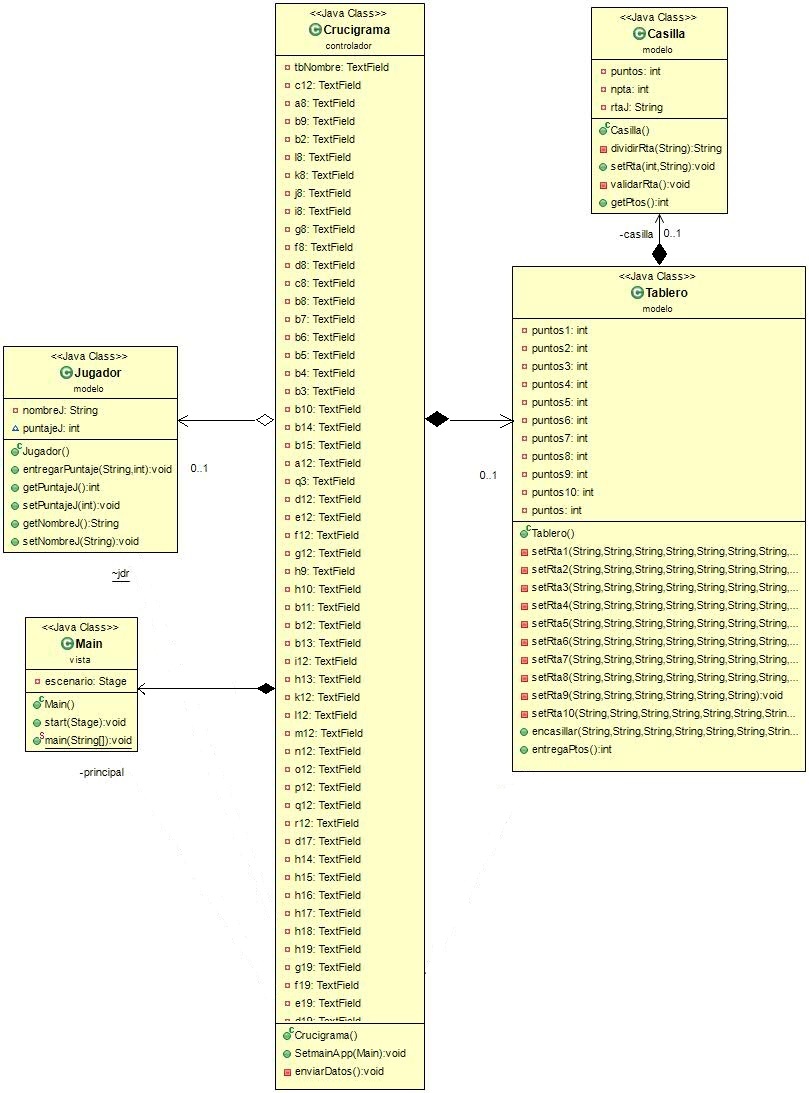 <<Java Class>>
Crucigrama
controlador
tbNombre: TextField
c12: TextField
a8: TextField
b9: TextField
b2: TextField
l8: TextField
k8: TextField
j8: TextField
i8: TextField
g8: TextField
f8: TextField
d8: TextField
c8: TextField
b8: TextField
b7: TextField
b6: TextField
b5: TextField
b4: TextField
b3: TextField
b10: TextField
b14: TextField
b15: TextField
a12: TextField
q3: TextField
d12: TextField
e12: TextField
f12: TextField
g12: TextField
h9: TextField
h10: TextField
b11: TextField
b12: TextField
b13: TextField
i12: TextField
h13: TextField
k12: TextField
l12: TextField
m12: TextField
n12: TextField
o12: TextField
p12: TextField
q12: TextField
r12: TextField
d17: TextField
h14: TextField
h15: TextField
h16: TextField
h17: TextField
h18: TextField
h19: TextField
g19: TextField
f19: TextField
e19: TextField
d19: TextField
Crucigrama()
SetmainApp(Main):void
enviarDatos():void
<<Java Class>>
Casilla
modelo
puntos: int
npta: int
rtaJ: String
Casilla()
dividirRta(String):String
setRta(int,String):void
validarRta():void
getPtos():int
-casilla 0..1
<<Java Class>>
Tablero
modelo
puntos1: int
puntos2: int
puntos3: int
puntos4: int
puntos5: int
puntos6: int
puntos7: int
puntos8: int
puntos9: int
puntos10: int
puntos: int
Tablero()
setRta1(String,String,String,String,String,String,String,...
setRta2(String,String,String,String,String,String,String,...
setRta3(String,String,String,String,String,String,String,...
setRta4(String,String,String,String,String,String,String,...
setRta5(String,String,String,String,String,String,String,...
setRta6(String,String,String,String,String,String,String,...
setRta7(String,String,String,String,String,String,String,...
setRta8(String,String,String,String,String,String,String,...
setRta9(String,String,String,String,String,String):void
setRta10(String,String,String,String,String,String,Strin...
encasillar(String,String,String,String,String,String,Strin...
entregaPtos():int
0..1
<<Java Class>>
Jugador
modelo
nombreJ: String
puntajeJ: int
Jugador()
entregarPuntaje(String,int):void
getPuntajeJ():int
setPuntajeJ(int):void
getNombreJ():String
setNombreJ(String):void
0..1
~jdr
<<Java Class>>
Main
vista
escenario: Stage
Main()
start(Stage):void
main(String[]):void
-principal